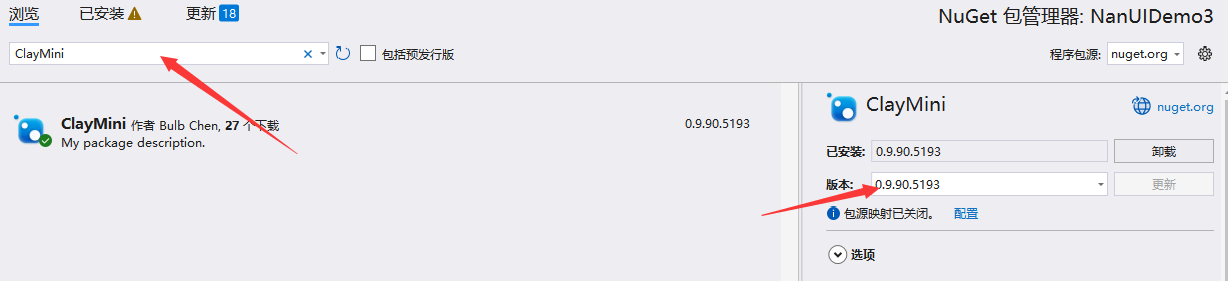 浏览 已安装 更新 18 NuGet 包管理器: NanUIDemo3
ClayMini 包括预发行版 程序包源: nuget.org
ClayMini 作者 Bulb Chen, 27 个下载 0.9.90.5193
My package description.
ClayMini nuget.org
已安装: 0.9.90.5193 卸载
版本: 0.9.90.5193 更新
包源映射已关闭。 配置
选项